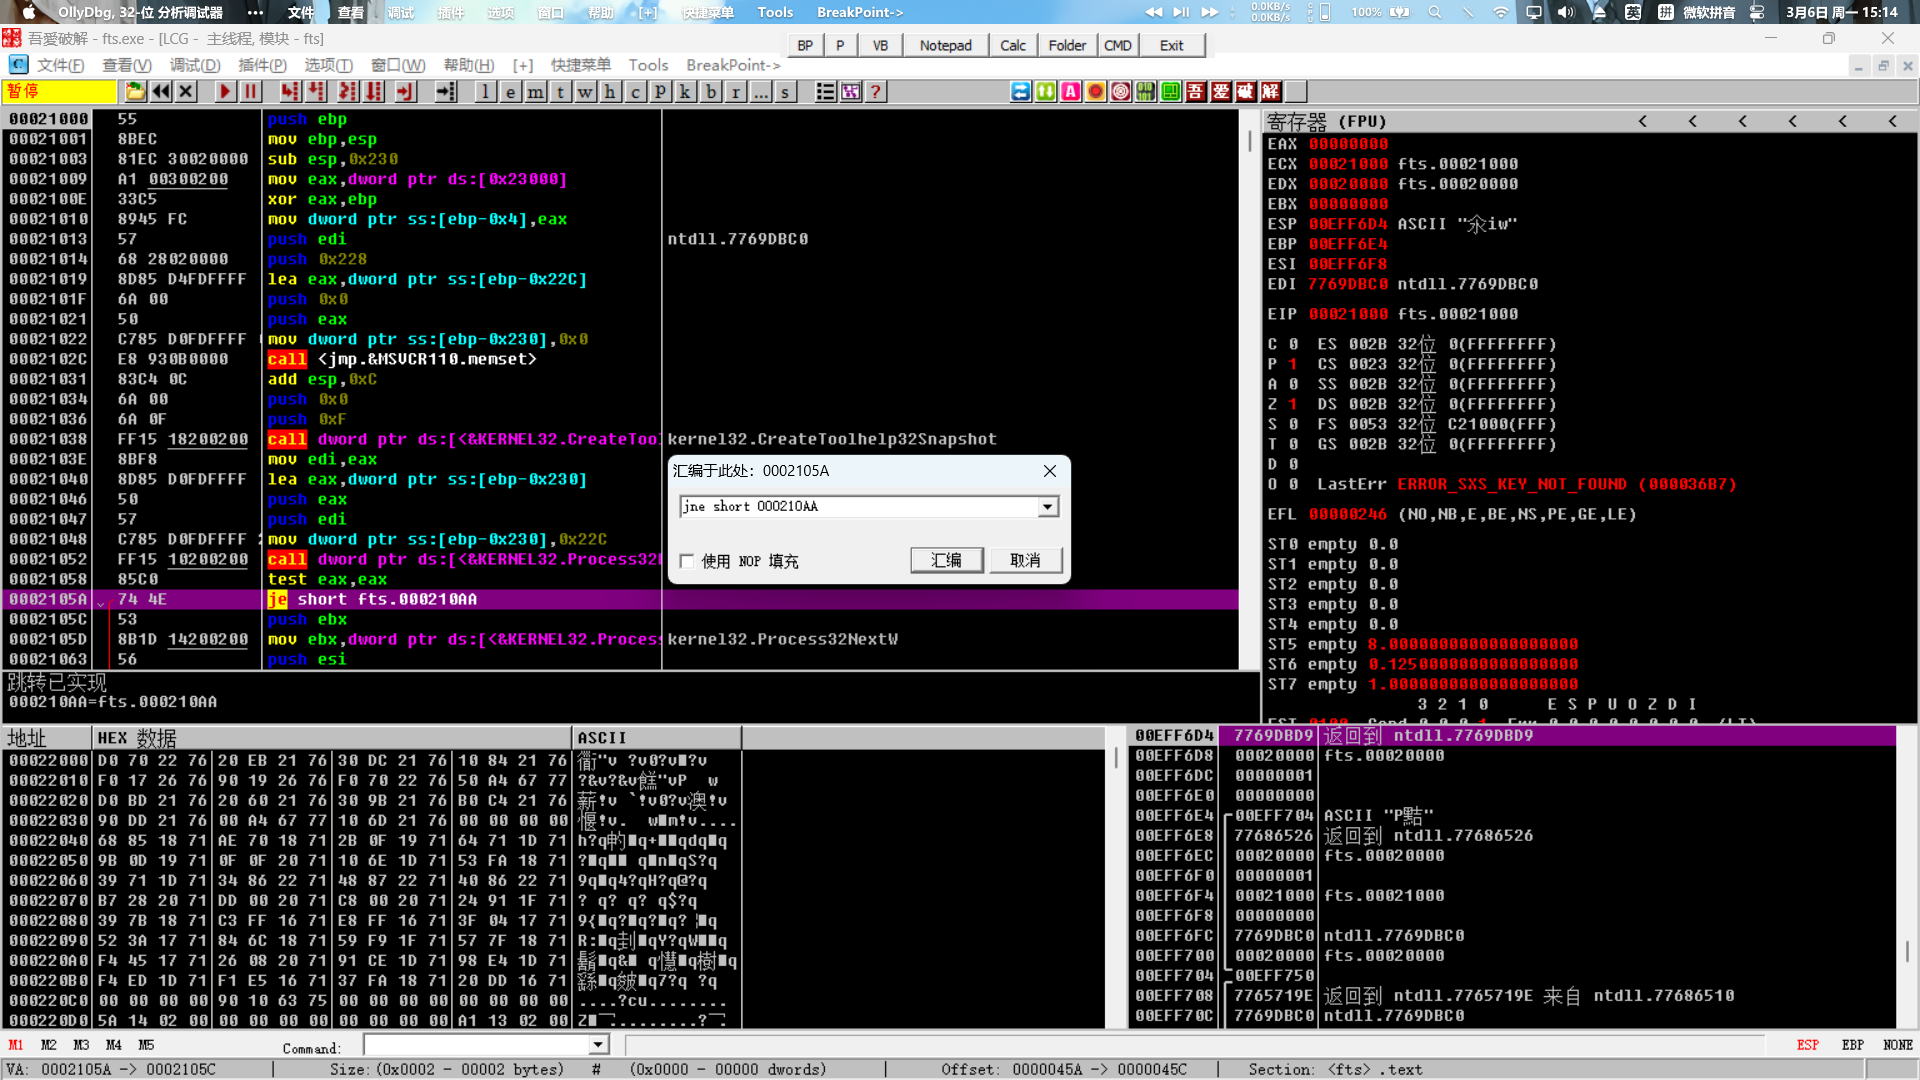 OllyDbg, 32-位 分析调试器 ••• 文件 查看 调试 插件 选项 窗口 帮助 [+] 快捷菜单 Tools BreakPoint-> 0.0KB/s 0.0KB/s 100% 英 拼 微软拼音 3月6日 周一 15:14
吾爱破解 - fts.exe - [LCG - 主线程, 模块 - fts]
BP P VB Notepad Calc Folder CMD Exit
C 文件(F) 查看(V) 调试(D) 插件(P) 选项(T) 窗口(W) 帮助(H) [+] 快捷菜单 Tools BreakPoint->
暂停 l e m t w h c P k b r ... s ? A 吾 爱 破 解
00021000 55 push ebp
00021001 8BEC mov ebp,esp
00021003 81EC 30020000 sub esp,0x230
00021009 A1 00300200 mov eax,dword ptr ds:[0x23000]
0002100E 33C5 xor eax,ebp
00021010 8945 FC mov dword ptr ss:[ebp-0x4],eax
00021013 57 push edi ntdll.7769DBC0
00021014 68 28020000 push 0x228
00021019 8D85 D4FDFFFF lea eax,dword ptr ss:[ebp-0x22C]
0002101F 6A 00 push 0x0
00021021 50 push eax
00021022 C785 D0FDFFFF mov dword ptr ss:[ebp-0x230],0x0
0002102C E8 930B0000 call <jmp.&MSVCR110.memset>
00021031 83C4 0C add esp,0xC
00021034 6A 00 push 0x0
00021036 6A 0F push 0xF
00021038 FF15 18200200 call dword ptr ds:[<&KERNEL32.CreateToo kernel32.CreateToolhelp32Snapshot
0002103E 8BF8 mov edi,eax
00021040 8D85 D0FDFFFF lea eax,dword ptr ss:[ebp-0x230]
00021046 50 push eax
00021047 57 push edi
00021048 C785 D0FDFFFF mov dword ptr ss:[ebp-0x230],0x22C
00021052 FF15 10200200 call dword ptr ds:[<&KERNEL32.Process32
00021058 85C0 test eax,eax
0002105A 74 4E je short fts.000210AA
0002105C 53 push ebx
0002105D 8B1D 14200200 mov ebx,dword ptr ds:[<&KERNEL32.Process kernel32.Process32NextW
00021063 56 push esi
跳转已实现
000210AA=fts.000210AA
汇编于此处: 0002105A
jne short 000210AA
使用 NOP 填充 汇编 取消
寄存器 (FPU) < < < < < <
EAX 00000000
ECX 00021000 fts.00021000
EDX 00020000 fts.00020000
EBX 00000000
ESP 00EFF6D4 ASCII "氽iw"
EBP 00EFF6E4
ESI 00EFF6F8
EDI 7769DBC0 ntdll.7769DBC0
EIP 00021000 fts.00021000
C 0 ES 002B 32位 0(FFFFFFFF)
P 1 CS 0023 32位 0(FFFFFFFF)
A 0 SS 002B 32位 0(FFFFFFFF)
Z 1 DS 002B 32位 0(FFFFFFFF)
S 0 FS 0053 32位 C21000(FFF)
T 0 GS 002B 32位 0(FFFFFFFF)
D 0
O 0 LastErr ERROR_SXS_KEY_NOT_FOUND (000036B7)
EFL 00000246 (NO,NB,E,BE,NS,PE,GE,LE)
ST0 empty 0.0
ST1 empty 0.0
ST2 empty 0.0
ST3 empty 0.0
ST4 empty 0.0
ST5 empty 8.0000000000000000000
ST6 empty 0.1250000000000000000
ST7 empty 1.0000000000000000000
3 2 1 0 E S P U O Z D I
地址 HEX 数据 ASCII
00022000 D0 70 22 76 20 EB 21 76 30 DC 21 76 10 84 21 76
00022010 F0 17 26 76 90 19 26 76 F0 70 22 76 50 A4 67 77
00022020 D0 BD 21 76 20 60 21 76 30 9B 21 76 B0 C4 21 76
00022030 90 DD 21 76 00 A4 67 77 10 6D 21 76 00 00 00 00
00022040 68 85 18 71 AE 70 18 71 2B 0F 19 71 64 71 1D 71
00022050 9B 0D 19 71 0F 0F 20 71 10 6E 1D 71 53 FA 18 71
00022060 39 71 1D 71 34 86 22 71 48 87 22 71 40 86 22 71
00022070 B7 28 20 71 DD 00 20 71 C8 00 20 71 24 91 1F 71
00022080 39 7B 18 71 C3 FF 16 71 E8 FF 16 71 3F 04 17 71
00022090 52 3A 17 71 84 6C 18 71 59 F9 1F 71 57 7F 18 71
000220A0 F4 45 17 71 26 08 20 71 91 CE 1D 71 98 E4 1D 71
000220B0 F4 ED 1D 71 F1 E5 16 71 37 FA 18 71 20 DD 16 71
000220C0 00 00 00 00 90 10 63 75 00 00 00 00 00 00 00 00 ....?cu........
000220D0 5A 14 02 00 00 00 00 00 00 00 00 00 A1 13 02 00
00EFF6D4 7769DBD9 返回到 ntdll.7769DBD9
00EFF6D8 00020000 fts.00020000
00EFF6DC 00000001
00EFF6E0 00000000
00EFF6E4 00EFF704 ASCII "P黠"
00EFF6E8 77686526 返回到 ntdll.77686526
00EFF6EC 00020000 fts.00020000
00EFF6F0 00000001
00EFF6F4 00021000 fts.00021000
00EFF6F8 00000000
00EFF6FC 7769DBC0 ntdll.7769DBC0
00EFF700 00020000 fts.00020000
00EFF704 00EFF750
00EFF708 7765719E 返回到 ntdll.7765719E 来自 ntdll.77686510
00EFF70C 7769DBC0 ntdll.7769DBC0
M1 M2 M3 M4 M5 Command: ESP EBP NONE
VA: 0002105A -> 0002105C Size:(0x0002 - 00002 bytes) # (0x0000 - 00000 dwords) Offset: 0000045A -> 0000045C Section: <fts> .text